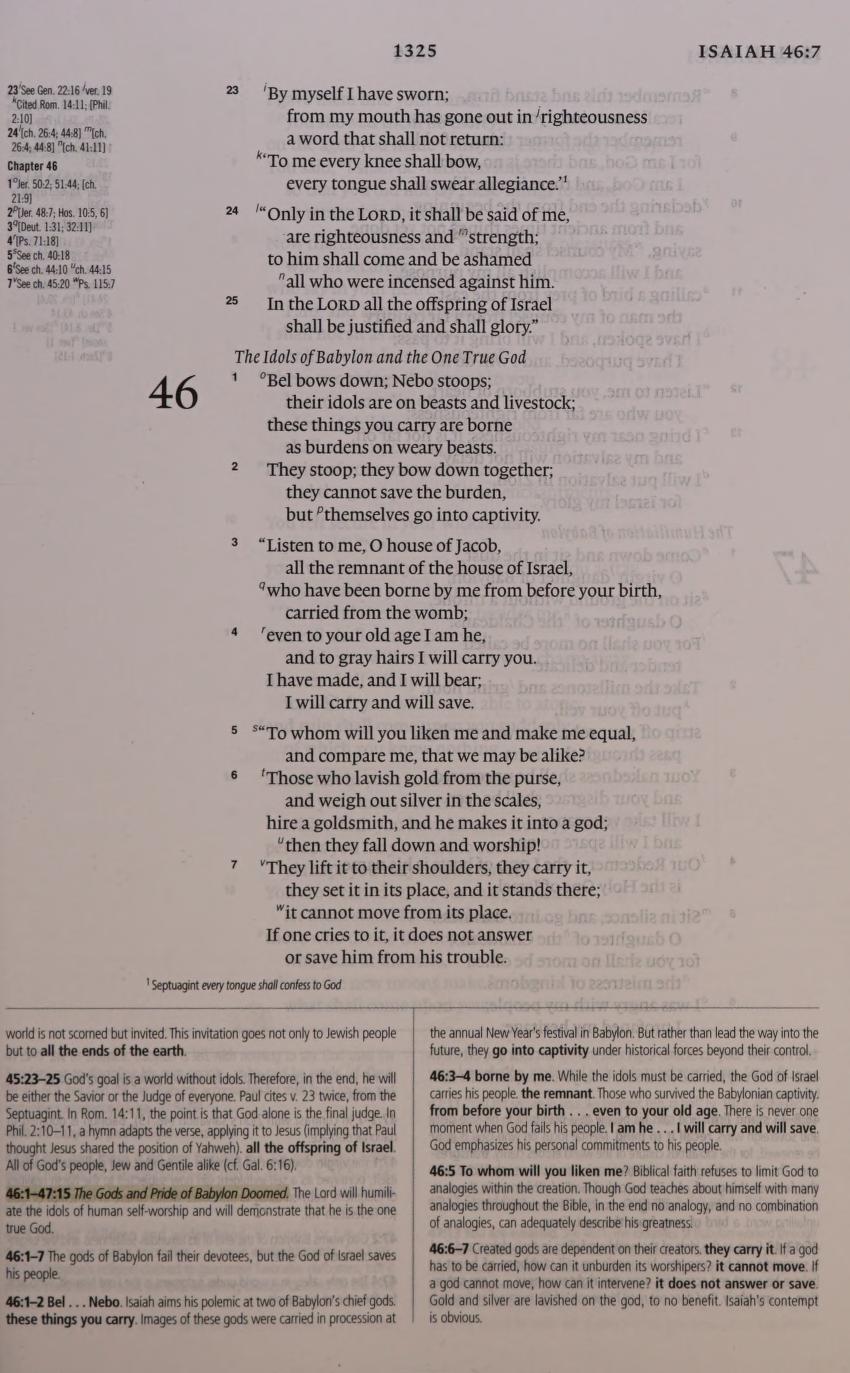 1325
ISAIAH 46:7
23 iSee Gen. 22:16 jver. 19
kCited Rom. 14:11; [Phil.
2:10]
24 l[ch. 26:4; 44:8] m[ch.
26:4; 44:8] n[ch. 41:11]
Chapter 46
1 oJer. 50:2; 51:44; [ch.
21:9]
2 p[Jer. 48:7; Hos. 10:5, 6]
3 q[Deut. 1:31; 32:11]
4 r[Ps. 71:18]
5 sSee ch. 40:18
6 tSee ch. 44:10 uch. 44:15
7 vSee ch. 45:20 wPs. 115:7
23 iBy myself I have sworn;
from my mouth has gone out in jrighteousness
a word that shall not return:
k‘To me every knee shall bow,
every tongue shall swear allegiance.’1
24 l“Only in the LORD, it shall be said of me,
are righteousness and mstrength;
to him shall come and be ashamed
nall who were incensed against him.
25 In the LORD all the offspring of Israel
shall be justified and shall glory.”
The Idols of Babylon and the One True God
46
1 oBel bows down; Nebo stoops;
their idols are on beasts and livestock;
these things you carry are borne
as burdens on weary beasts.
2 They stoop; they bow down together;
they cannot save the burden,
but pthemselves go into captivity.
3 “Listen to me, O house of Jacob,
all the remnant of the house of Israel,
qwho have been borne by me from before your birth,
carried from the womb;
4 reven to your old age I am he,
and to gray hairs I will carry you.
I have made, and I will bear;
I will carry and will save.
5 s“To whom will you liken me and make me equal,
and compare me, that we may be alike?
6 tThose who lavish gold from the purse,
and weigh out silver in the scales,
hire a goldsmith, and he makes it into a god;
uthen they fall down and worship!
7 vThey lift it to their shoulders, they carry it,
they set it in its place, and it stands there;
wit cannot move from its place.
If one cries to it, it does not answer
or save him from his trouble.
1 Septuagint every tongue shall confess to God
world is not scorned but invited. This invitation goes not only to Jewish people
but to all the ends of the earth.
45:23–25 God's goal is a world without idols. Therefore, in the end, he will
be either the Savior or the Judge of everyone. Paul cites v. 23 twice, from the
Septuagint. In Rom. 14:11, the point is that God alone is the final judge. In
Phil. 2:10–11, a hymn adapts the verse, applying it to Jesus (implying that Paul
thought Jesus shared the position of Yahweh). all the offspring of Israel.
All of God's people, Jew and Gentile alike (cf. Gal. 6:16).
46:1–47:15 The Gods and Pride of Babylon Doomed. The Lord will humili-
ate the idols of human self-worship and will demonstrate that he is the one
true God.
46:1–7 The gods of Babylon fail their devotees, but the God of Israel saves
his people.
46:1–2 Bel . . . Nebo. Isaiah aims his polemic at two of Babylon's chief gods.
these things you carry. Images of these gods were carried in procession at
the annual New Year's festival in Babylon. But rather than lead the way into the
future, they go into captivity under historical forces beyond their control.
46:3–4 borne by me. While the idols must be carried, the God of Israel
carries his people. the remnant. Those who survived the Babylonian captivity.
from before your birth . . . even to your old age. There is never one
moment when God fails his people. I am he . . . I will carry and will save.
God emphasizes his personal commitments to his people.
46:5 To whom will you liken me? Biblical faith refuses to limit God to
analogies within the creation. Though God teaches about himself with many
analogies throughout the Bible, in the end no analogy, and no combination
of analogies, can adequately describe his greatness.
46:6–7 Created gods are dependent on their creators. they carry it. If a god
has to be carried, how can it unburden its worshipers? it cannot move. If
a god cannot move, how can it intervene? it does not answer or save.
Gold and silver are lavished on the god, to no benefit. Isaiah's contempt
is obvious.